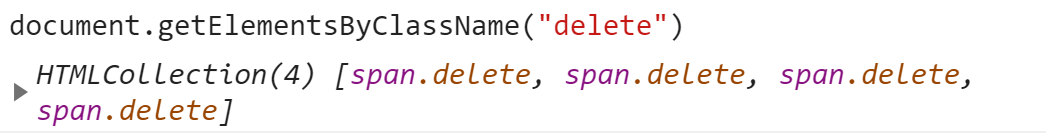 document.getElementsByClassName("delete")
HTMLCollection(4) [span.delete, span.delete, span.delete,
span.delete]